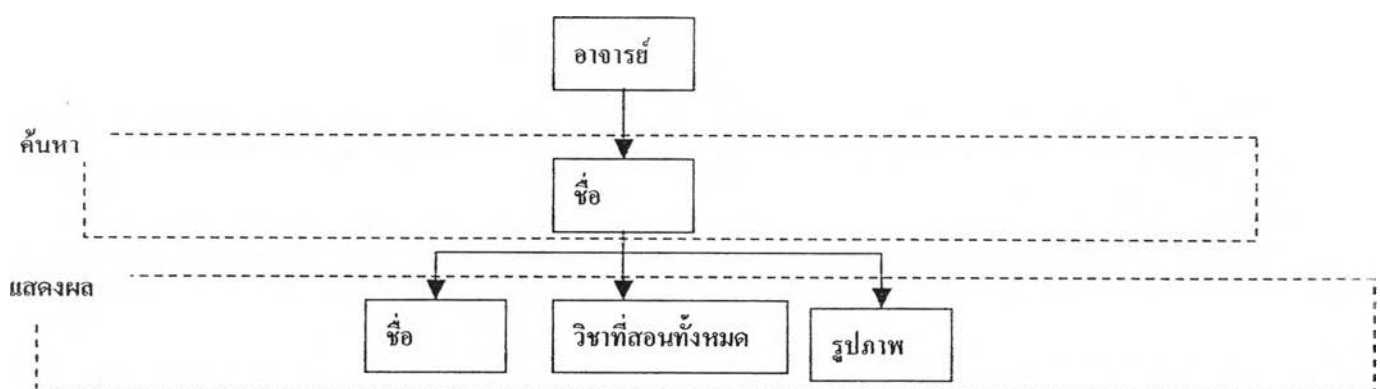 อาจารย์
ค้นหา
ชื่อ
แสดงผล
ชื่อ
วิชาที่สอนทั้งหมด
รูปภาพ